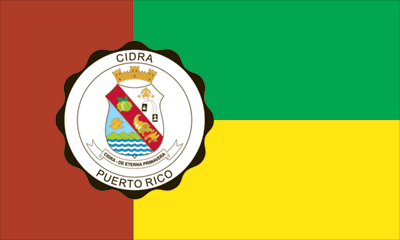 CIDRA
CIDRA - DE ETERNA PRIMAVERA
PUERTO RICO